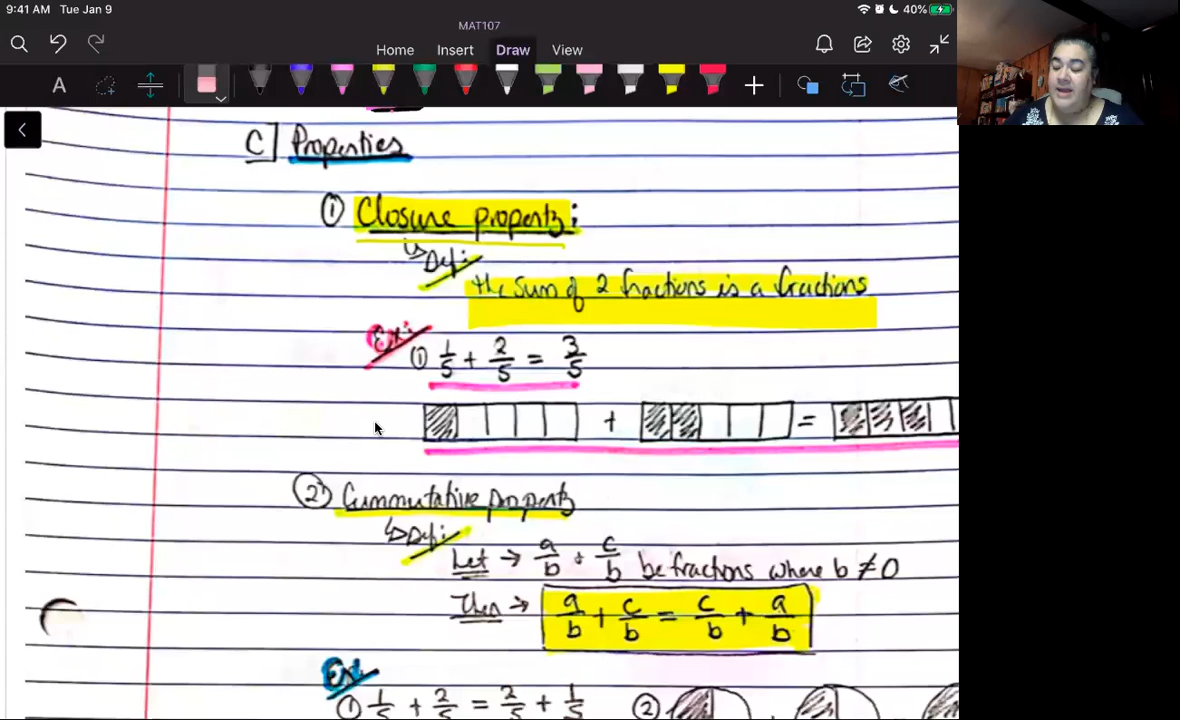 9:41 AM Tue Jan 9
40%
MAT107
Home Insert Draw View
A
C] Properties
① Closure property:
↳ Def:
the sum of 2 fractions is a fractions
Ex:
① 1/5 + 2/5 = 3/5
+ =
② Commutative property
↳ Def:
Let → a/b + c/b be fractions where b ≠ 0
Then → a/b + c/b = c/b + a/b
Ex.
① 1/5 + 2/5 = 2/5 + 1/5 ②